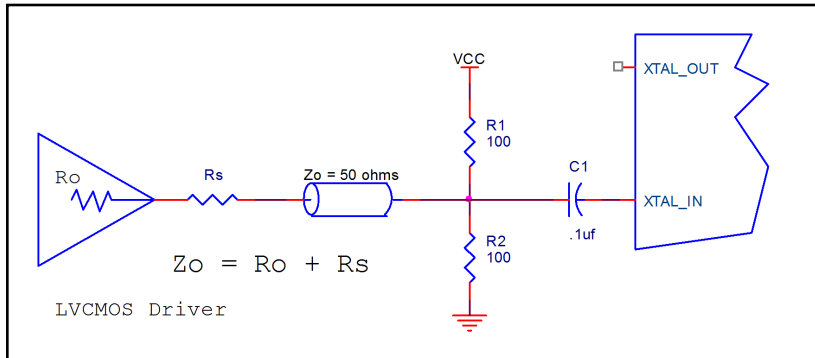 VCC
XTAL_OUT
R1
100
Ro
Rs
Zo = 50 ohms
C1
XTAL_IN
.1uf
R2
100
Zo = Ro + Rs
LVCMOS Driver